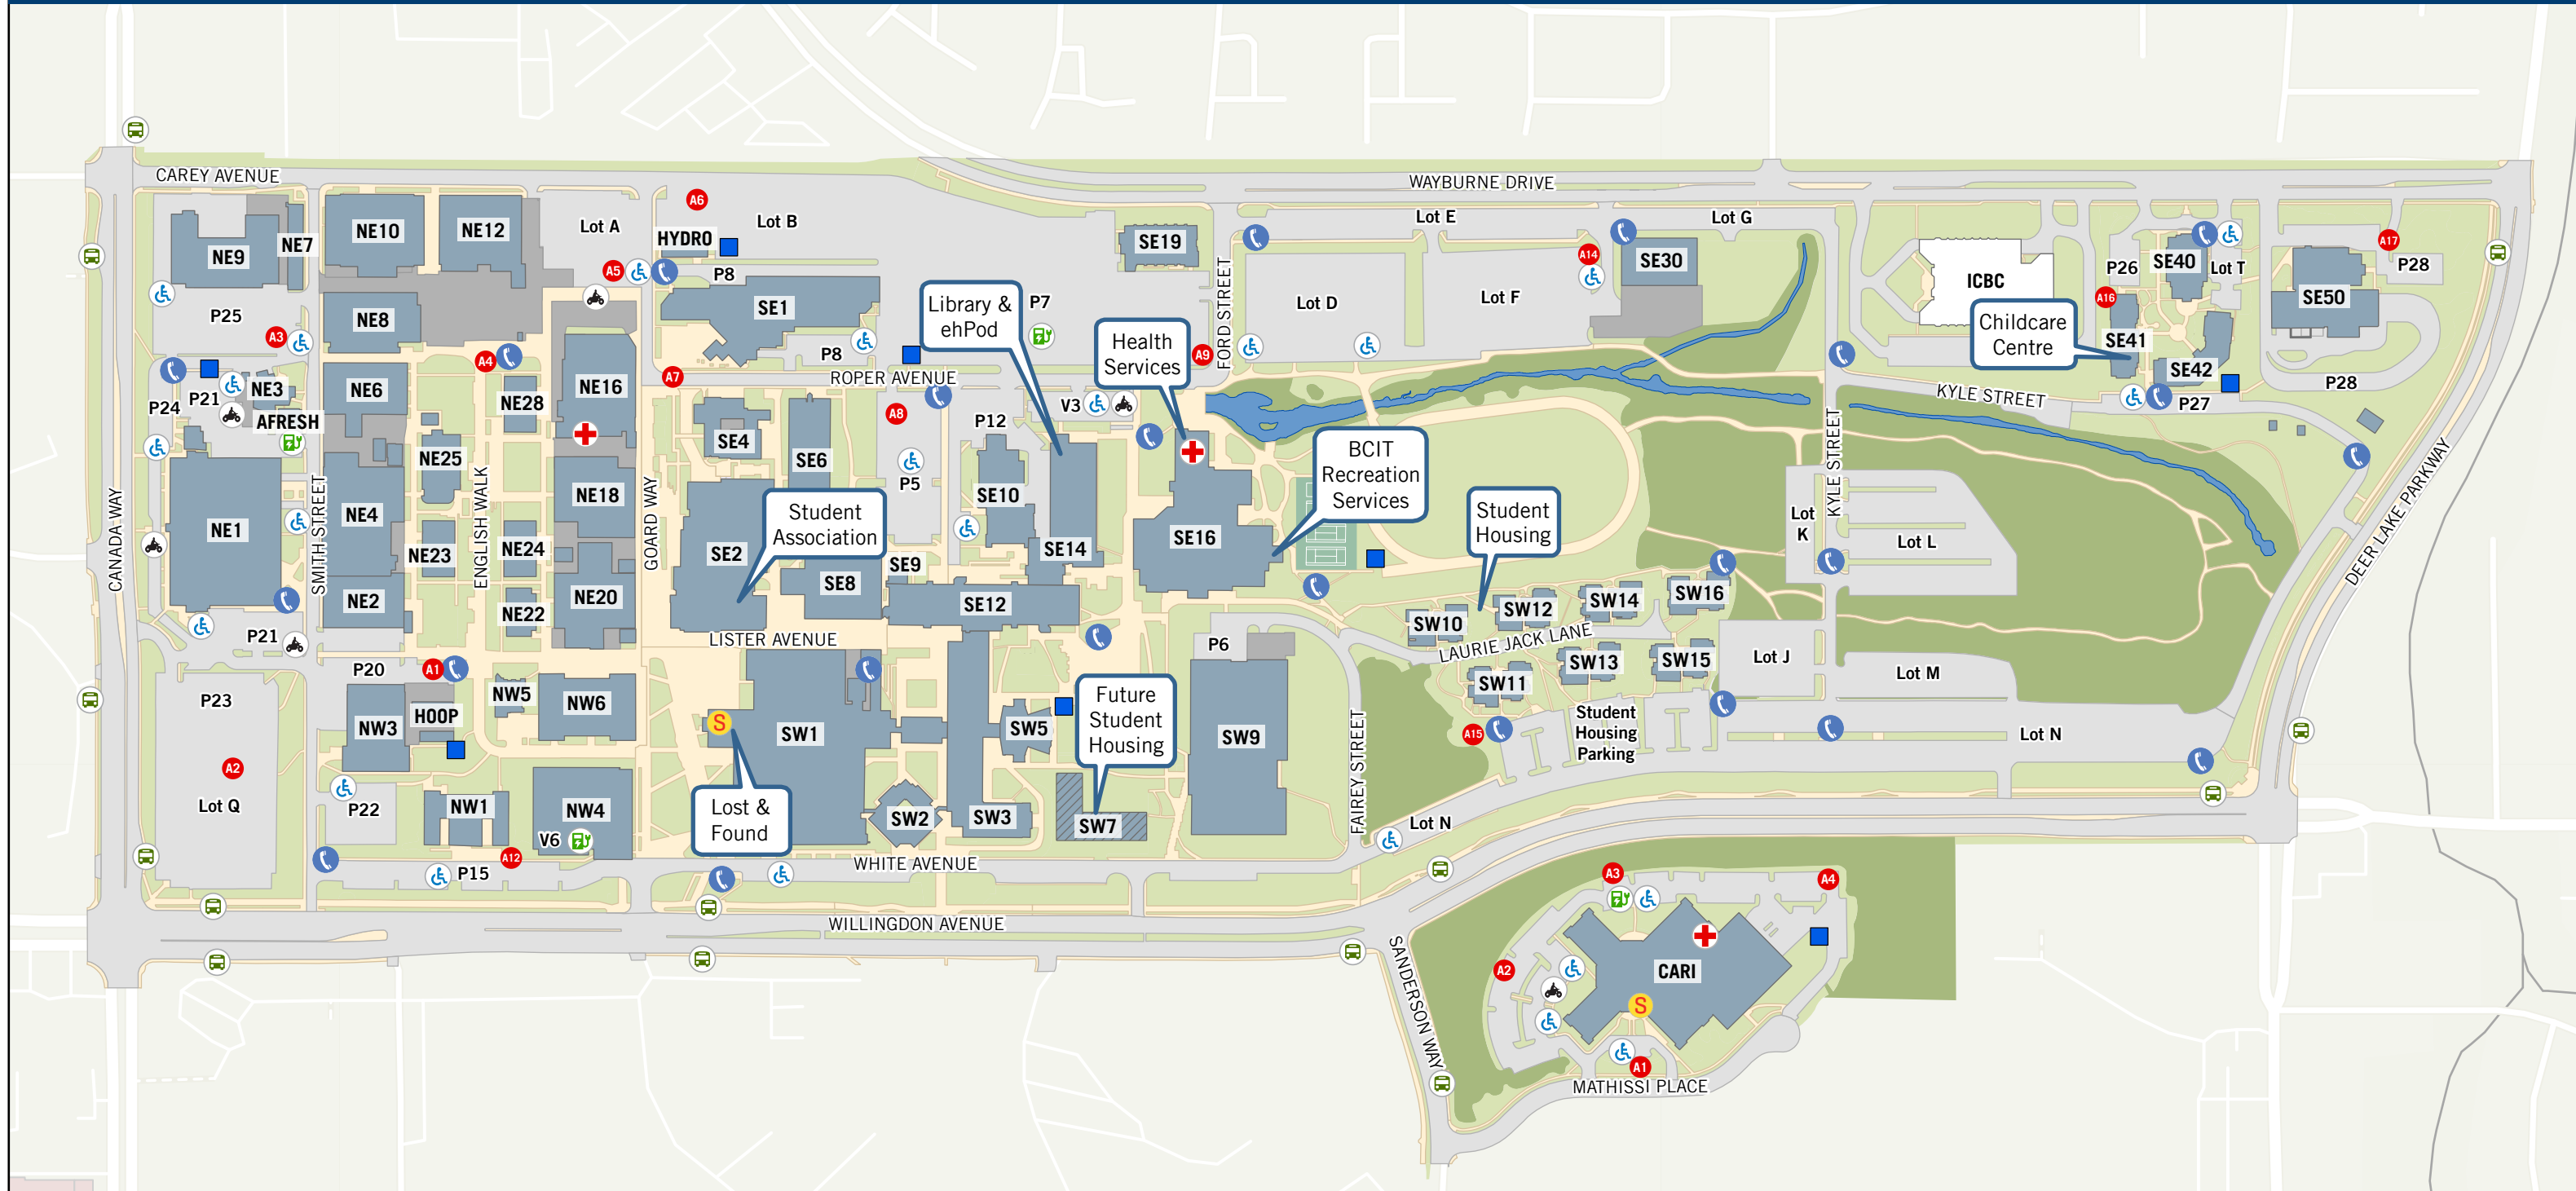 CAREY AVENUE
WAYBURNE DRIVE
A6
Lot B
Lot E
Lot G
NE10
NE12
Lot A
HYDRO
SE19
NE7
NE9
A5
P8
A14
SE30
SE40
Lot T
A17
P28
P26
ICBC
SE50
A16
P25
NE8
SE1
Library &
ehPod
P7
Lot D
Lot F
FORD STREET
Childcare
Centre
SE41
A3
A4
P8
Health
Services
A9
SE42
A7
ROPER AVENUE
P28
P24
P21
NE3
NE6
NE28
NE16
A8
V3
KYLE STREET
P27
AFRESH
P12
SE4
SE6
NE25
BCIT
Recreation
Services
KYLE STREET
DEER LAKE PARKWAY
CANADA WAY
SMITH STREET
ENGLISH WALK
GOARD WAY
P5
SE10
NE18
NE1
NE4
Student
Association
Student
Housing
Lot
K
Lot L
NE23
NE24
SE2
SE14
SE16
SE9
SE8
NE2
NE22
NE20
SE12
SW10
SW12
SW14
SW16
P21
LISTER AVENUE
P6
LAURIE JACK LANE
P20
A1
SW13
SW15
Lot J
Lot M
P23
NW5
NW6
SW11
NW3
HOOP
S
SW1
SW5
Future
Student
Housing
SW9
A15
Student
Housing
Parking
Lot N
FAIREY STREET
A2
Lot Q
P22
NW1
NW4
V6
Lost &
Found
SW2
SW3
SW7
Lot N
A12
P15
WHITE AVENUE
A3
A4
WILLINGDON AVENUE
SANDERSON WAY
A2
CARI
S
A1
MATHISSI PLACE